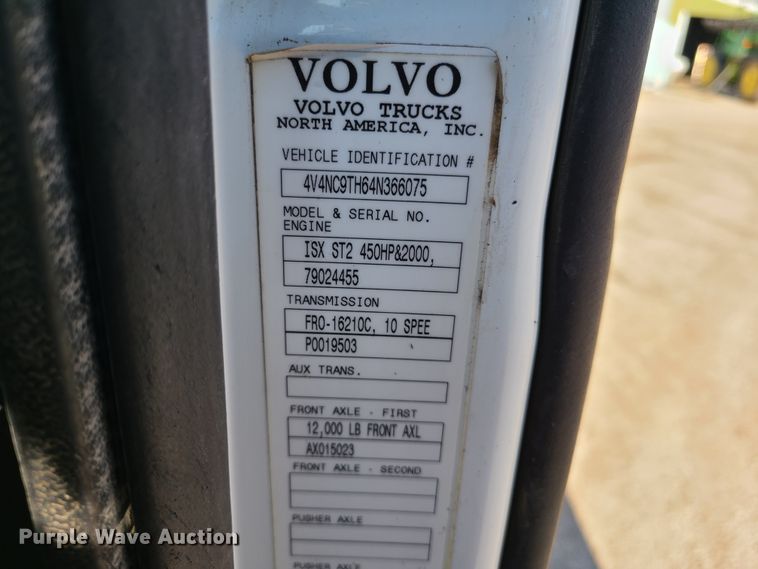 VOLVO
VOLVO TRUCKS
NORTH AMERICA, INC.
VEHICLE IDENTIFICATION #
4V4NC9TH64N366075
MODEL & SERIAL NO.
ENGINE
ISX ST2 450HP&2000,
79024455
TRANSMISSION
FRO-16210C, 10 SPEE
P0019503
AUX TRANS.
FRONT AXLE - FIRST
12,000 LB FRONT AXL
AX015023
FRONT AXLE - SECOND
PUSHER AXLE
PUSHER AXLE
Purple Wave Auction®